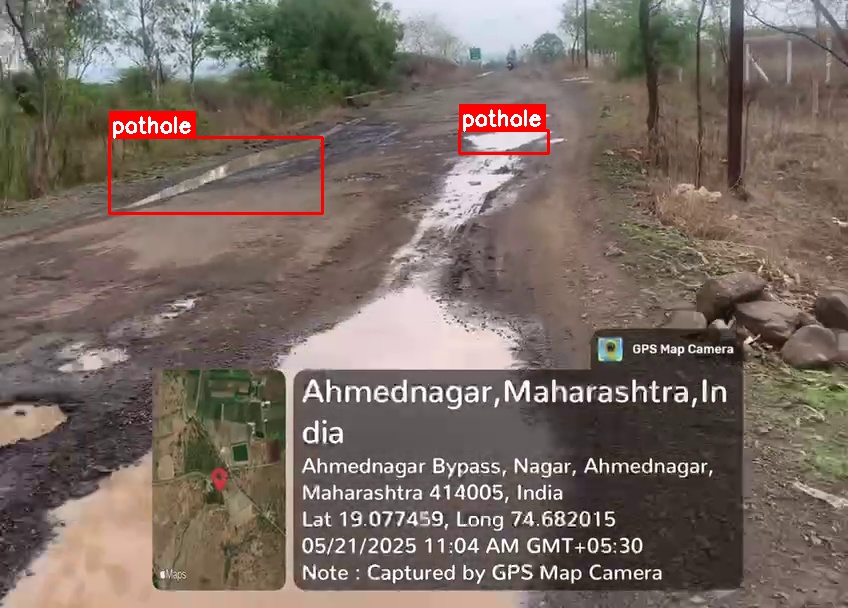 pothole
pothole
GPS Map Camera
Ahmednagar,Maharashtra,In
dia
Ahmednagar Bypass, Nagar, Ahmednagar,
Maharashtra 414005, India
Lat 19.077459, Long 74.682015
05/21/2025 11:04 AM GMT+05:30
Note : Captured by GPS Map Camera
Maps